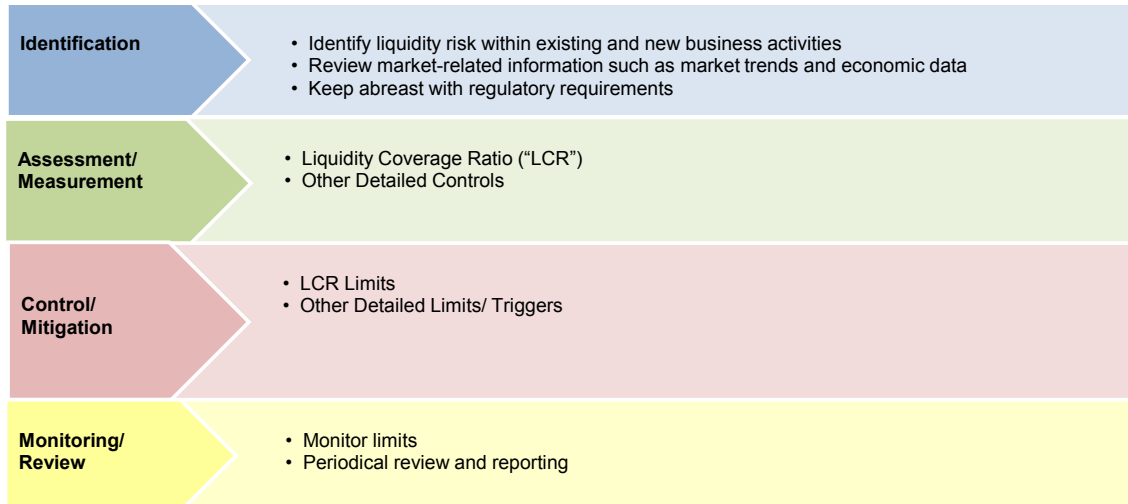 Identification
• Identify liquidity risk within existing and new business activities
• Review market-related information such as market trends and economic data
• Keep abreast with regulatory requirements
Assessment/
Measurement
• Liquidity Coverage Ratio (“LCR”)
• Other Detailed Controls
Control/
Mitigation
• LCR Limits
• Other Detailed Limits/ Triggers
Monitoring/
Review
• Monitor limits
• Periodical review and reporting